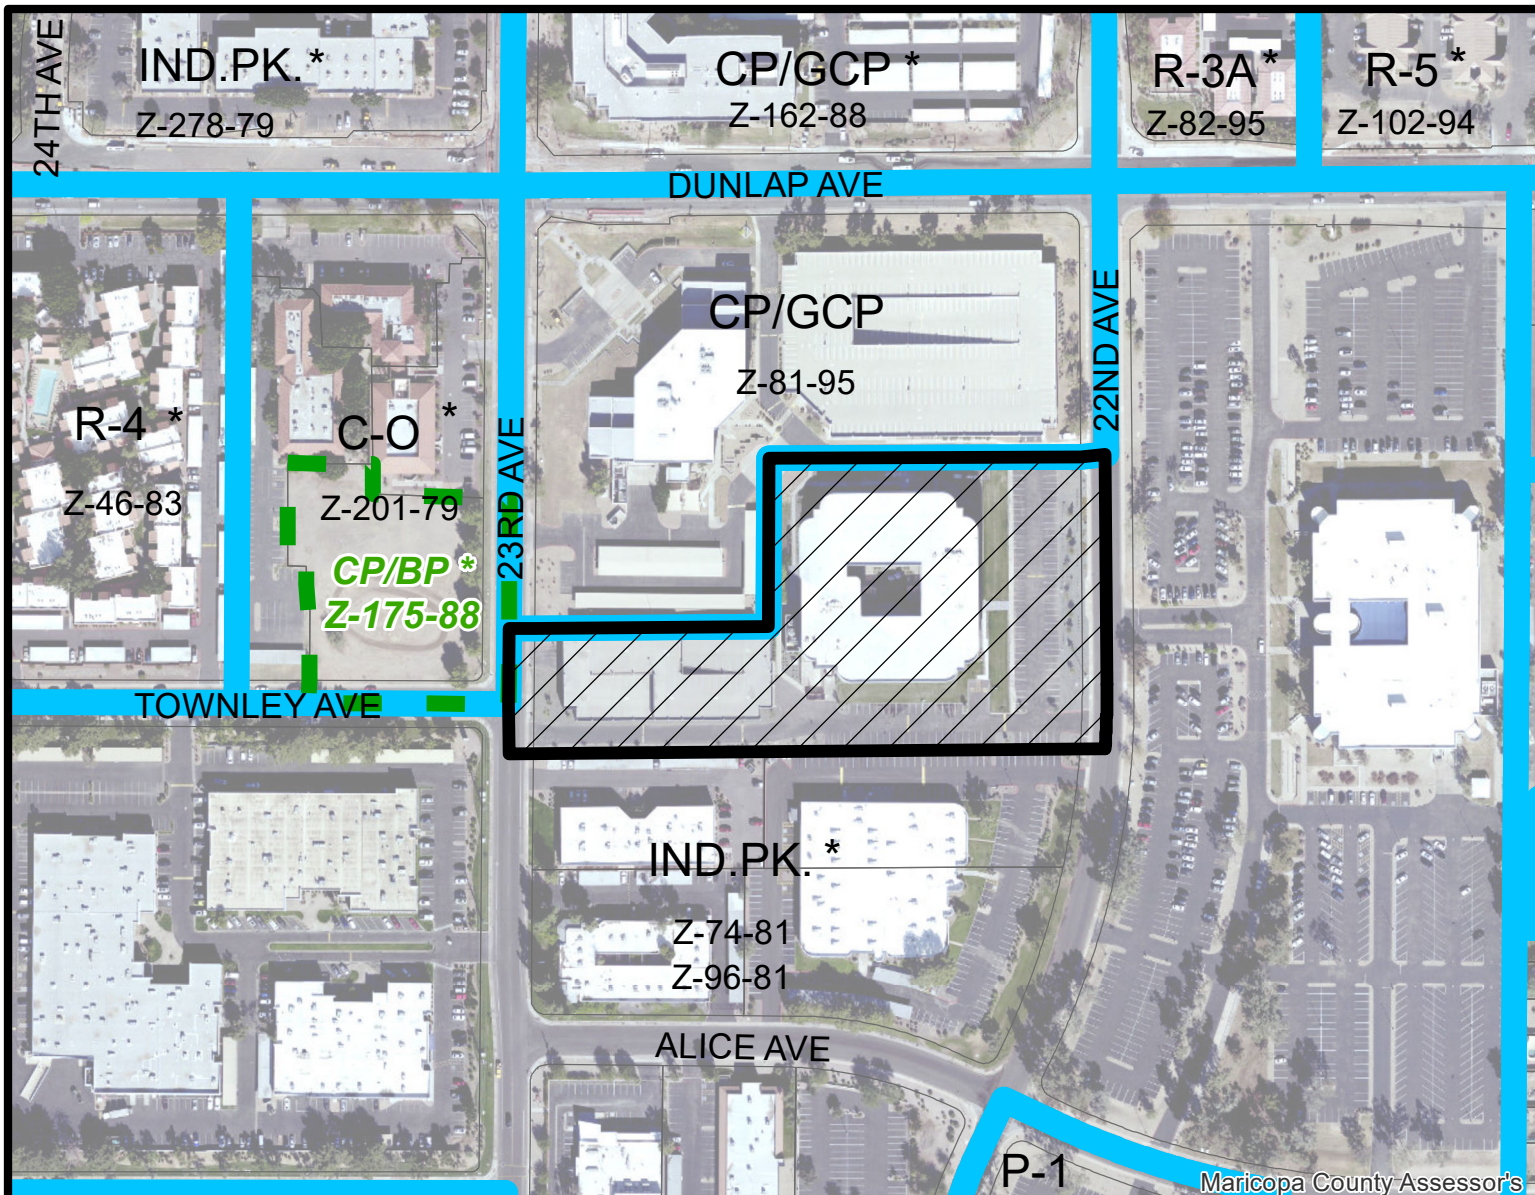 24TH AVE
IND.PK.*
Z-278-79
CP/GCP *
Z-162-88
R-3A *
Z-82-95
R-5 *
Z-102-94
DUNLAP AVE
CP/GCP
Z-81-95
22ND AVE
R-4 *
Z-46-83
C-O *
Z-201-79
CP/BP *
Z-175-88
23RD AVE
TOWNLEY AVE
IND.PK. *
Z-74-81
Z-96-81
ALICE AVE
P-1
Maricopa County Assessor's